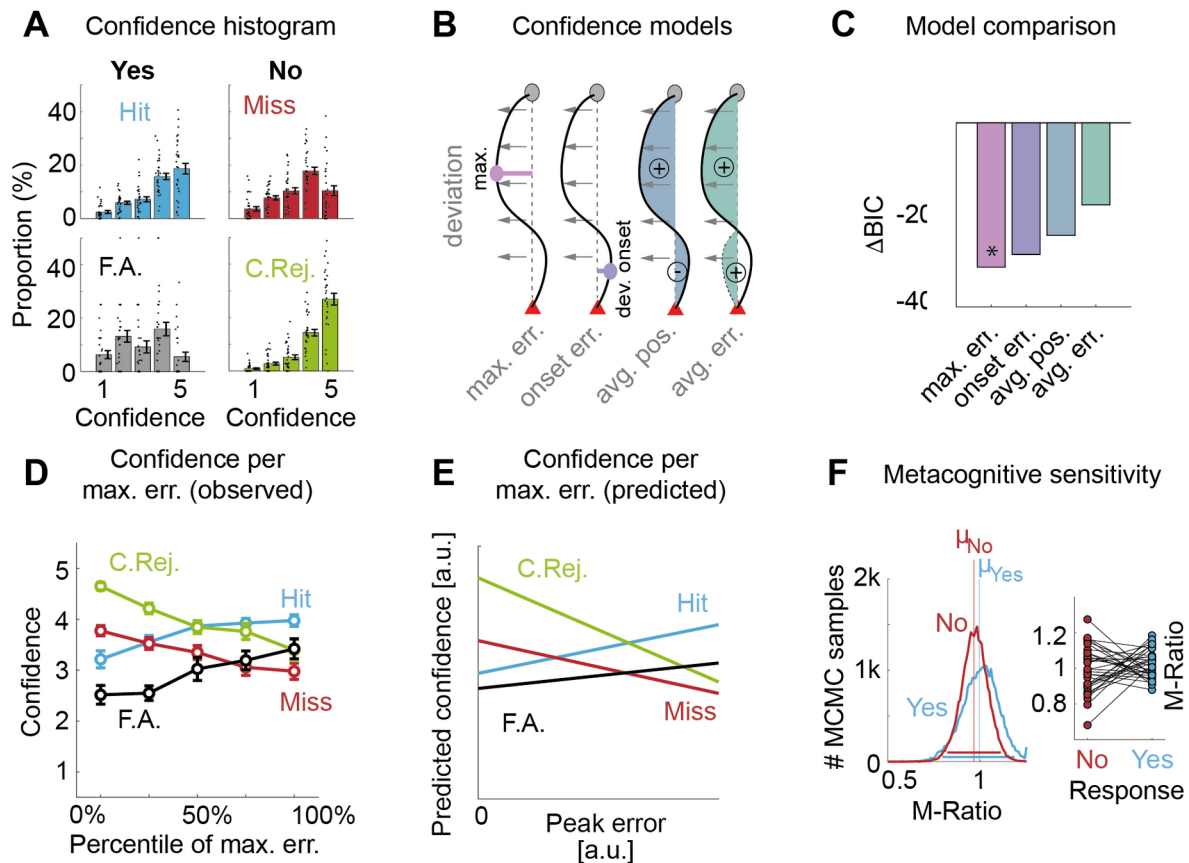 A Confidence histogram
Yes No
Hit
Miss
40
20
0
F.A.
C.Rej.
40
20
0
Proportion (%)
1 5
1 5
Confidence Confidence
B Confidence models
deviation
max.
dev. onset
+
-
+
+
max. err.
onset err.
avg. pos.
avg. err.
C Model comparison
ΔBIC
-20
-40
*
max. err.
onset err.
avg. pos.
avg. err.
D Confidence per
max. err. (observed)
Confidence
5
4
3
2
1
C.Rej.
Hit
Miss
F.A.
0% 50% 100%
Percentile of max. err.
E Confidence per
max. err. (predicted)
Predicted confidence [a.u.]
C.Rej.
Hit
Miss
F.A.
0
Peak error
[a.u.]
F Metacognitive sensitivity
μNo
μYes
# MCMC samples
2k
1k
0
No
Yes
0.5 1
M-Ratio
1.2
1
0.8
M-Ratio
No Yes
Response